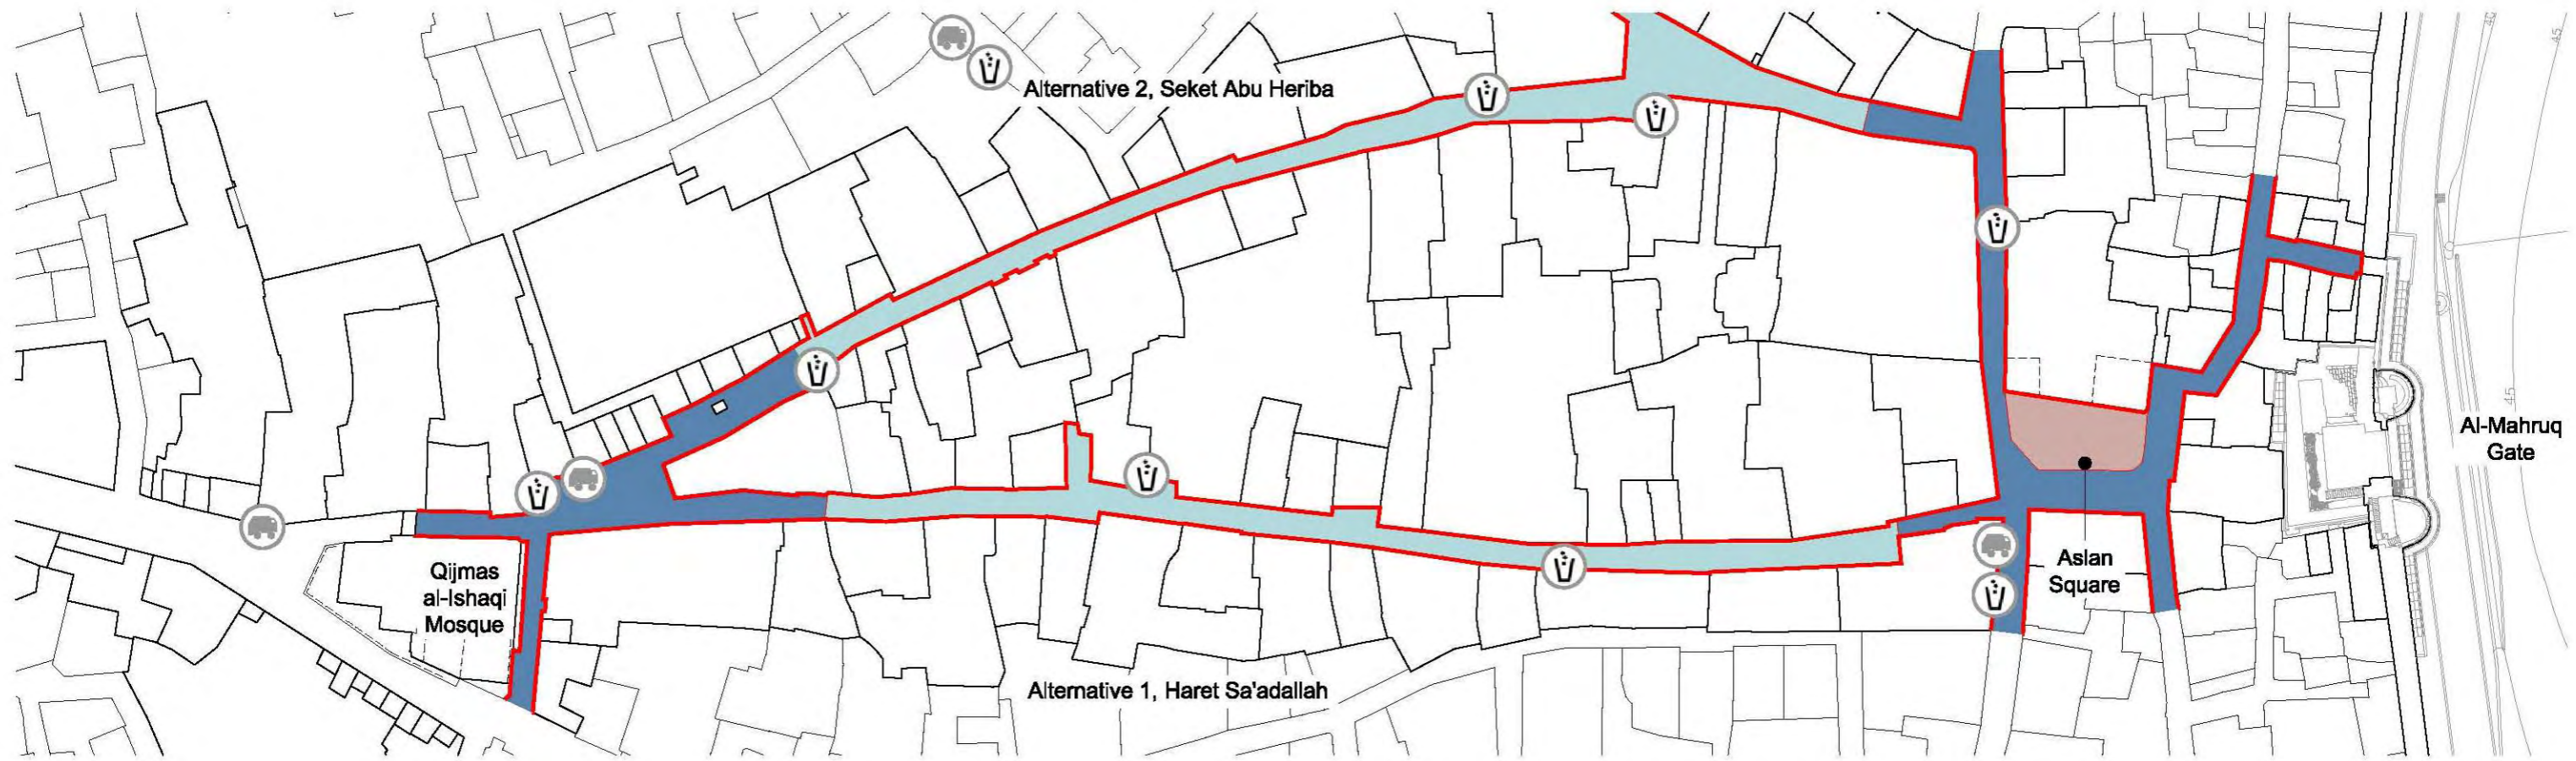 Alternative 2, Seket Abu Heriba
45
45
Al-Mahruq
Gate
Qijmas
al-Ishaqi
Mosque
Aslan
Square
Alternative 1, Haret Sa'adallah